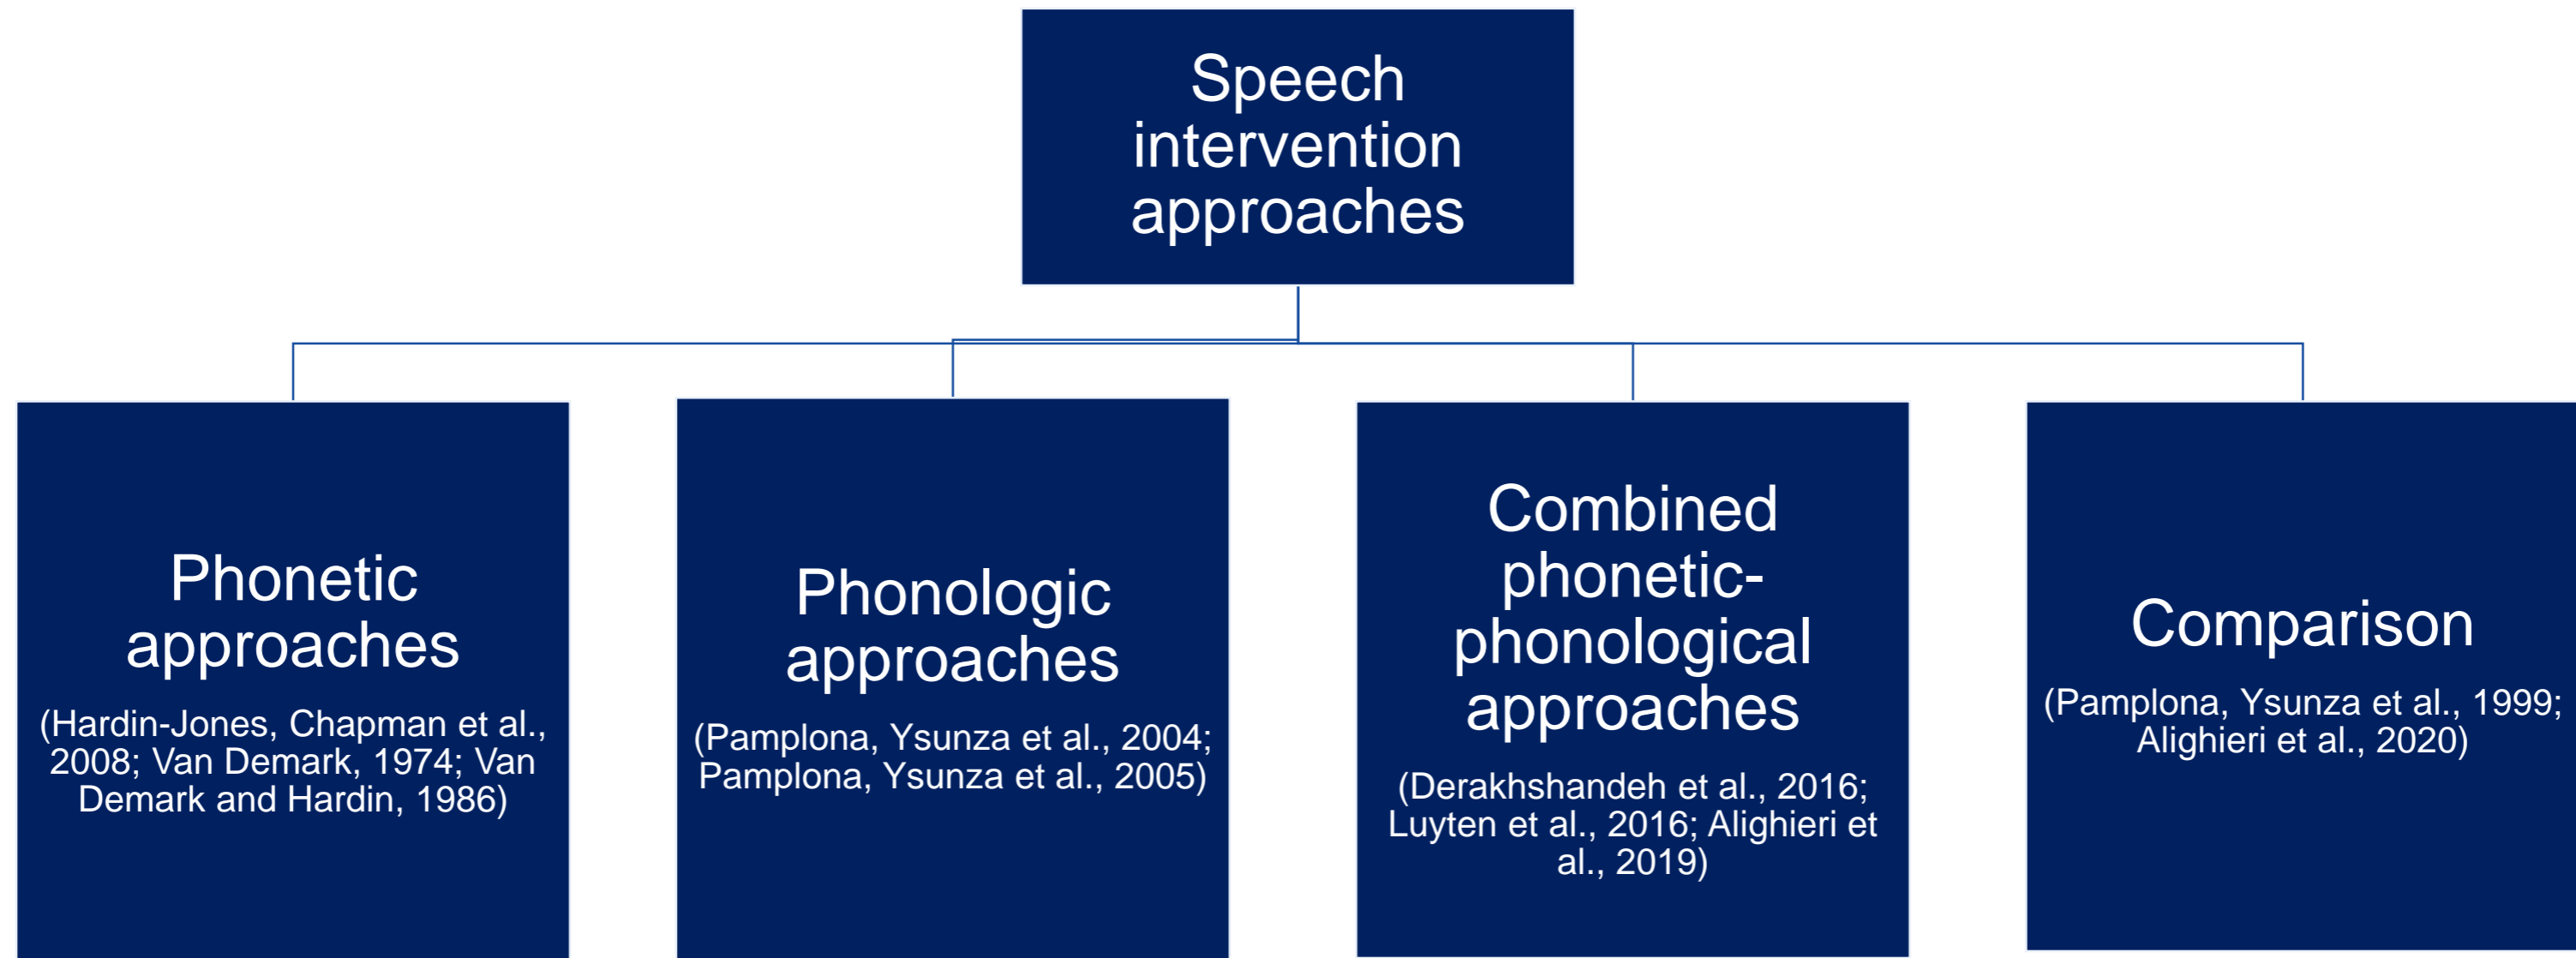 Speech
intervention
approaches
Phonetic
approaches
(Hardin-Jones, Chapman et al.,
2008; Van Demark, 1974; Van
Demark and Hardin, 1986)
Phonologic
approaches
(Pamplona, Ysunza et al., 2004;
Pamplona, Ysunza et al., 2005)
Combined
phonetic-
phonological
approaches
(Derakhshandeh et al., 2016;
Luyten et al., 2016; Alighieri et
al., 2019)
Comparison
(Pamplona, Ysunza et al., 1999;
Alighieri et al., 2020)